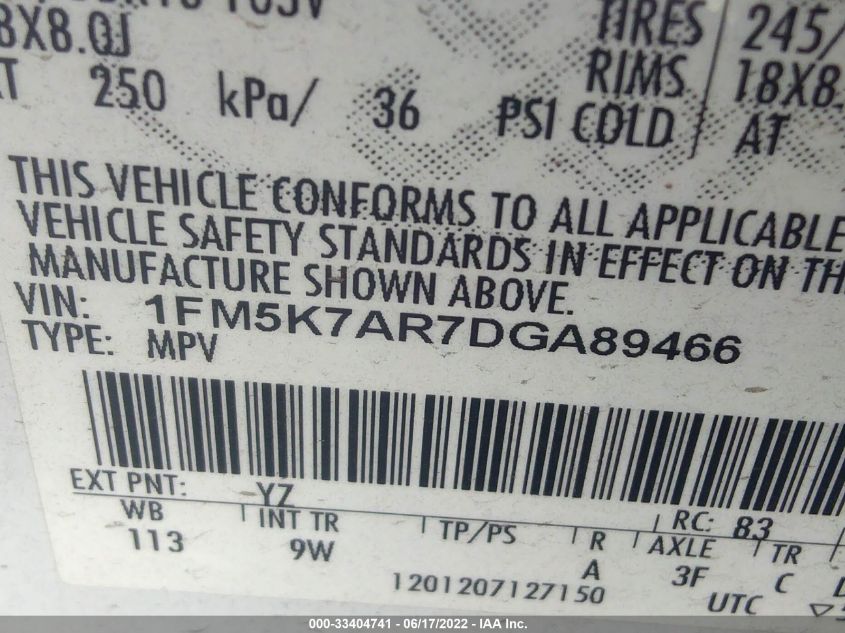 TIRES 245/
8X8.0J RIMS 18X8.
250 kPa/ 36 PSI COLD AT
THIS VEHICLE CONFORMS TO ALL APPLICABLE
VEHICLE SAFETY STANDARDS IN EFFECT ON TH
MANUFACTURE SHOWN ABOVE.
VIN: 1FM5K7AR7DGA89466
TYPE: MPV
EXT PNT: YZ RC: 83
WB INT TR TP/PS R AXLE TR
113 9W A 3F C
1201207127150 UTC
000-33404741 - 06/17/2022 - IAA Inc.